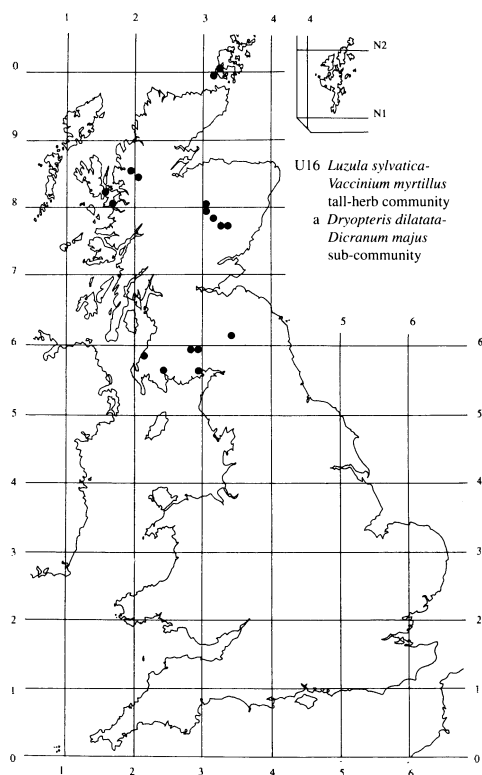 1 2 3 4 4
N2
0
N1
9
U16 Luzula sylvatica-
Vaccinium myrtillus
8 tall-herb community
a Dryopteris dilatata-
Dicranum majus
sub-community
7
5 6
6 6
5 5
4 4
3 3
2 2
1 1
0 0
1 2 3 4 5 6